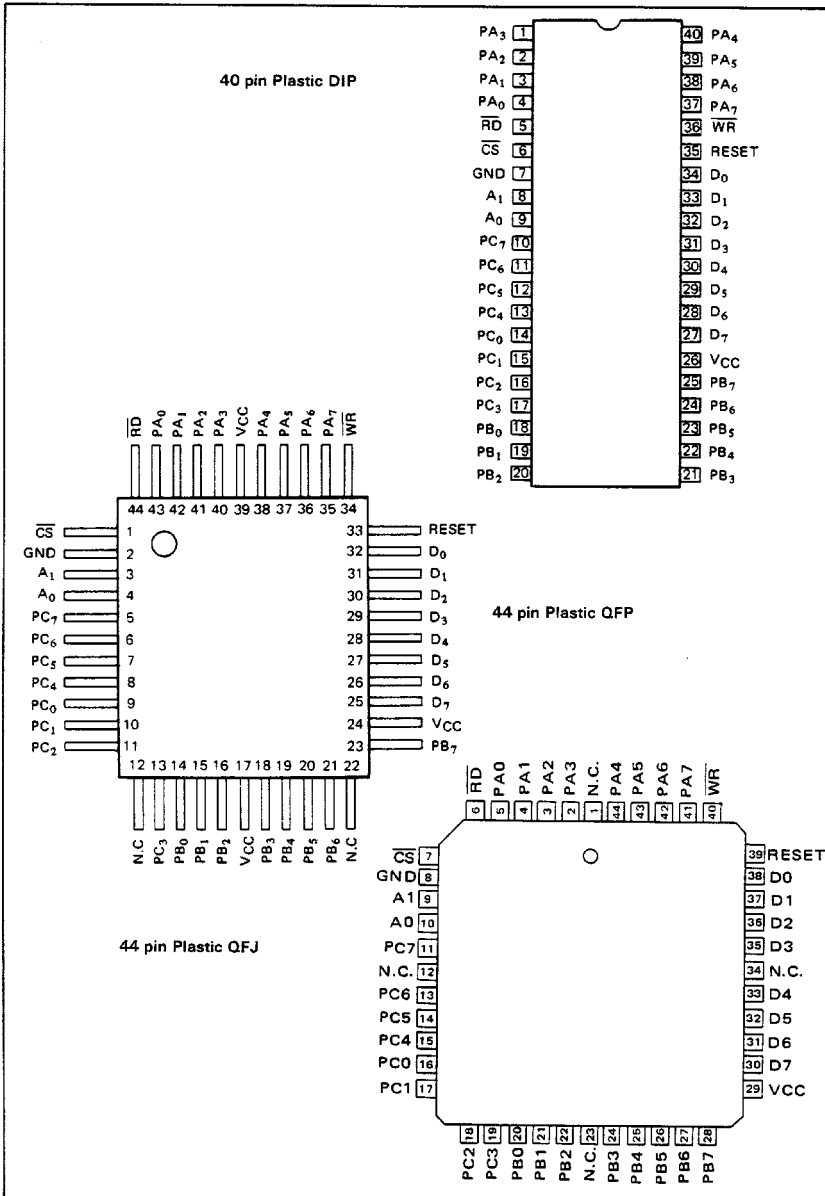 40 pin Plastic DIP
PA3 1
PA2 2
PA1 3
PA0 4
R̅D̅ 5
C̅S̅ 6
GND 7
A1 8
A0 9
PC7 10
PC6 11
PC5 12
PC4 13
PC0 14
PC1 15
PC2 16
PC3 17
PB0 18
PB1 19
PB2 20
40 PA4
39 PA5
38 PA6
37 PA7
36 W̅R̅
35 RESET
34 D0
33 D1
32 D2
31 D3
30 D4
29 D5
28 D6
27 D7
26 VCC
25 PB7
24 PB6
23 PB5
22 PB4
21 PB3
R̅D̅ PA0 PA1 PA2 PA3 VCC PA4 PA5 PA6 PA7 W̅R̅
44 43 42 41 40 39 38 37 36 35 34
C̅S̅ 1
GND 2
A1 3
A0 4
PC7 5
PC6 6
PC5 7
PC4 8
PC0 9
PC1 10
PC2 11
33 RESET
32 D0
31 D1
30 D2
29 D3
28 D4
27 D5
26 D6
25 D7
24 VCC
23 PB7
12 13 14 15 16 17 18 19 20 21 22
N.C PC3 PB0 PB1 PB2 VCC PB3 PB4 PB5 PB6 N.C
44 pin Plastic QFP
44 pin Plastic QFJ
R̅D̅ PA0 PA1 PA2 PA3 N.C. PA4 PA5 PA6 PA7 W̅R̅
6 5 4 3 2 1 44 43 42 41 40
C̅S̅ 7
GND 8
A1 9
A0 10
PC7 11
N.C. 12
PC6 13
PC5 14
PC4 15
PC0 16
PC1 17
39 RESET
38 D0
37 D1
36 D2
35 D3
34 N.C.
33 D4
32 D5
31 D6
30 D7
29 VCC
18 19 20 21 22 23 24 25 26 27 28
PC2 PC3 PB0 PB1 PB2 N.C. PB3 PB4 PB5 PB6 PB7